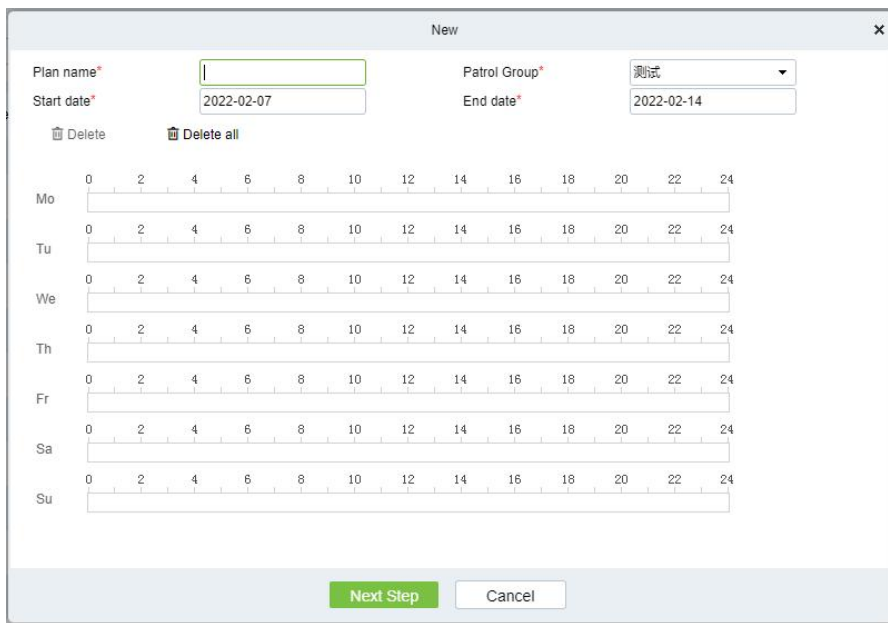 New ×
Plan name* Patrol Group* 测试
Start date* 2022-02-07 End date* 2022-02-14
Delete Delete all
0 2 4 6 8 10 12 14 16 18 20 22 24
Mo
0 2 4 6 8 10 12 14 16 18 20 22 24
Tu
0 2 4 6 8 10 12 14 16 18 20 22 24
We
0 2 4 6 8 10 12 14 16 18 20 22 24
Th
0 2 4 6 8 10 12 14 16 18 20 22 24
Fr
0 2 4 6 8 10 12 14 16 18 20 22 24
Sa
0 2 4 6 8 10 12 14 16 18 20 22 24
Su
Next Step Cancel